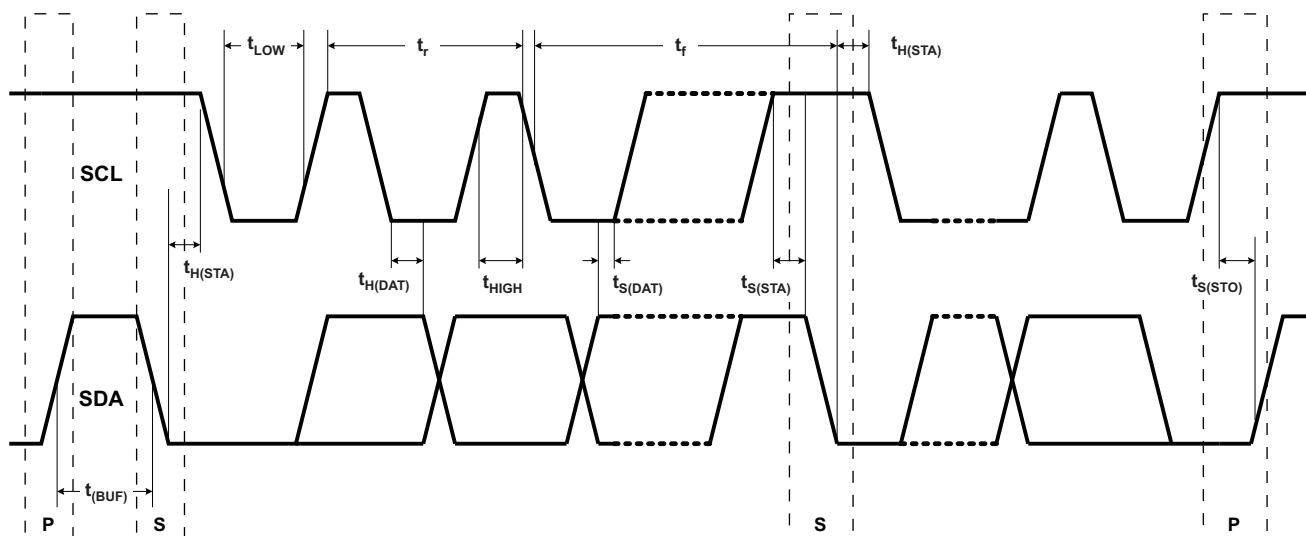 tLOW
tr
tf
tH(STA)
SCL
tH(STA)
tH(DAT)
tHIGH
tS(DAT)
tS(STA)
tS(STO)
SDA
t(BUF)
P
S
S
P